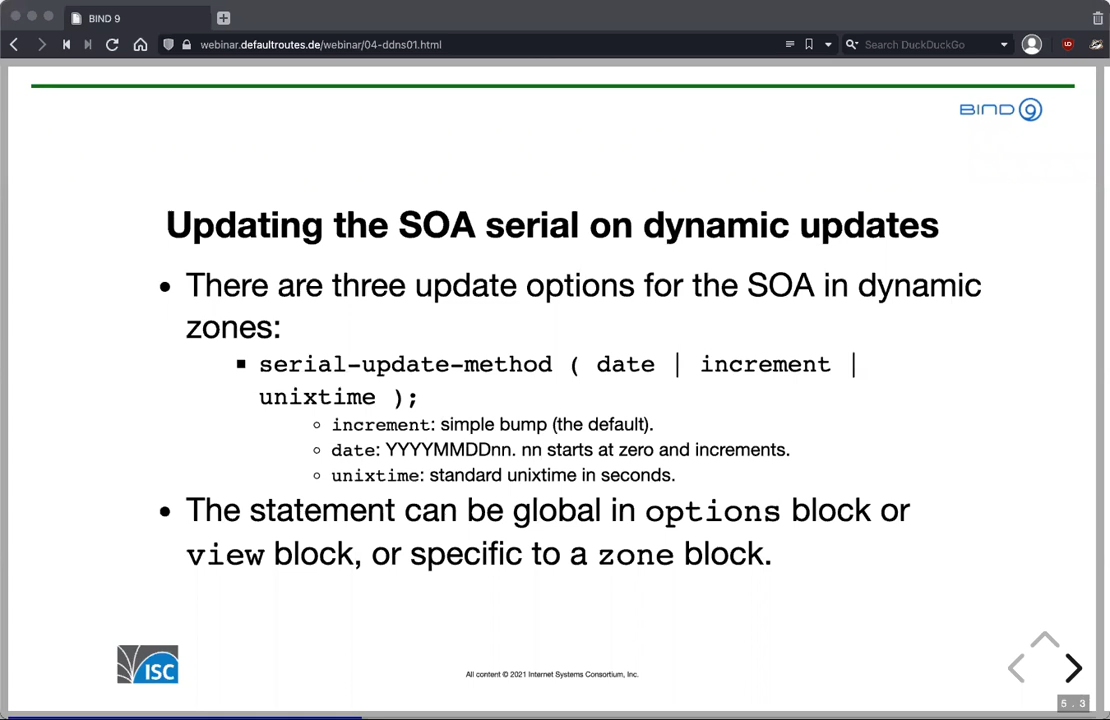 BIND 9
webinar.defaultroutes.de/webinar/04-ddns01.html
Search DuckDuckGo
BIND 9
Updating the SOA serial on dynamic updates
• There are three update options for the SOA in dynamic
zones:
▪ serial-update-method ( date | increment |
unixtime );
◦ increment: simple bump (the default).
◦ date: YYYYMMDDnn. nn starts at zero and increments.
◦ unixtime: standard unixtime in seconds.
• The statement can be global in options block or
view block, or specific to a zone block.
ISC
All content © 2021 Internet Systems Consortium, Inc.
5 . 3